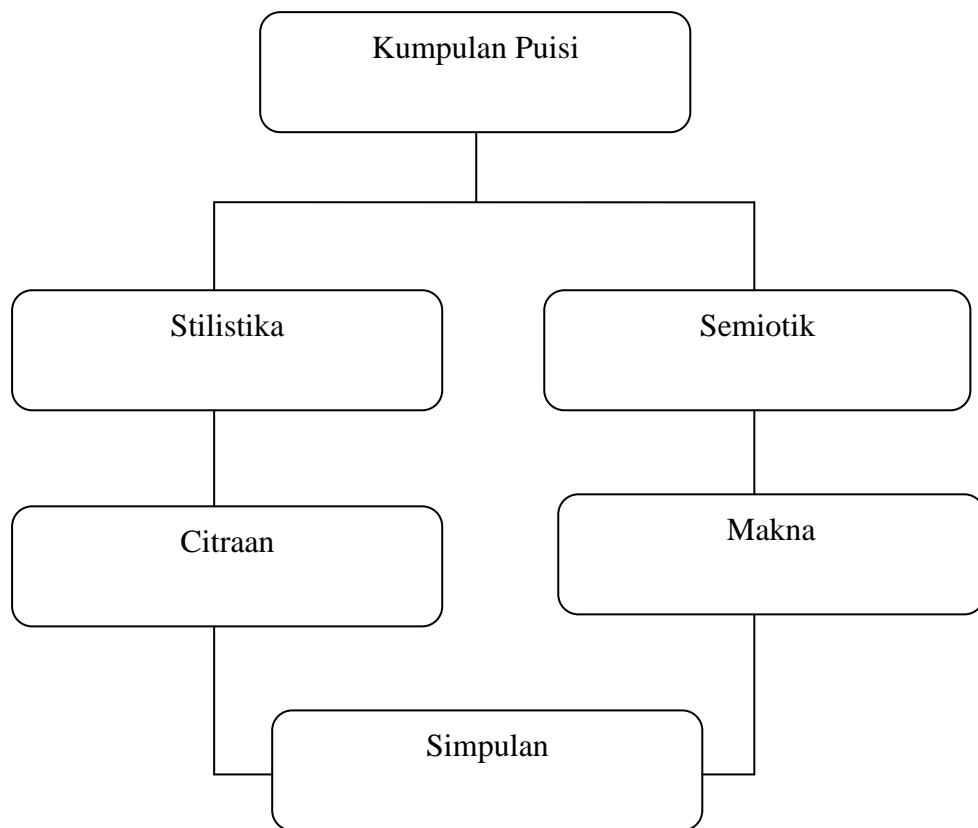 Kumpulan Puisi
Stilistika
Semiotik
Citraan
Makna
Simpulan